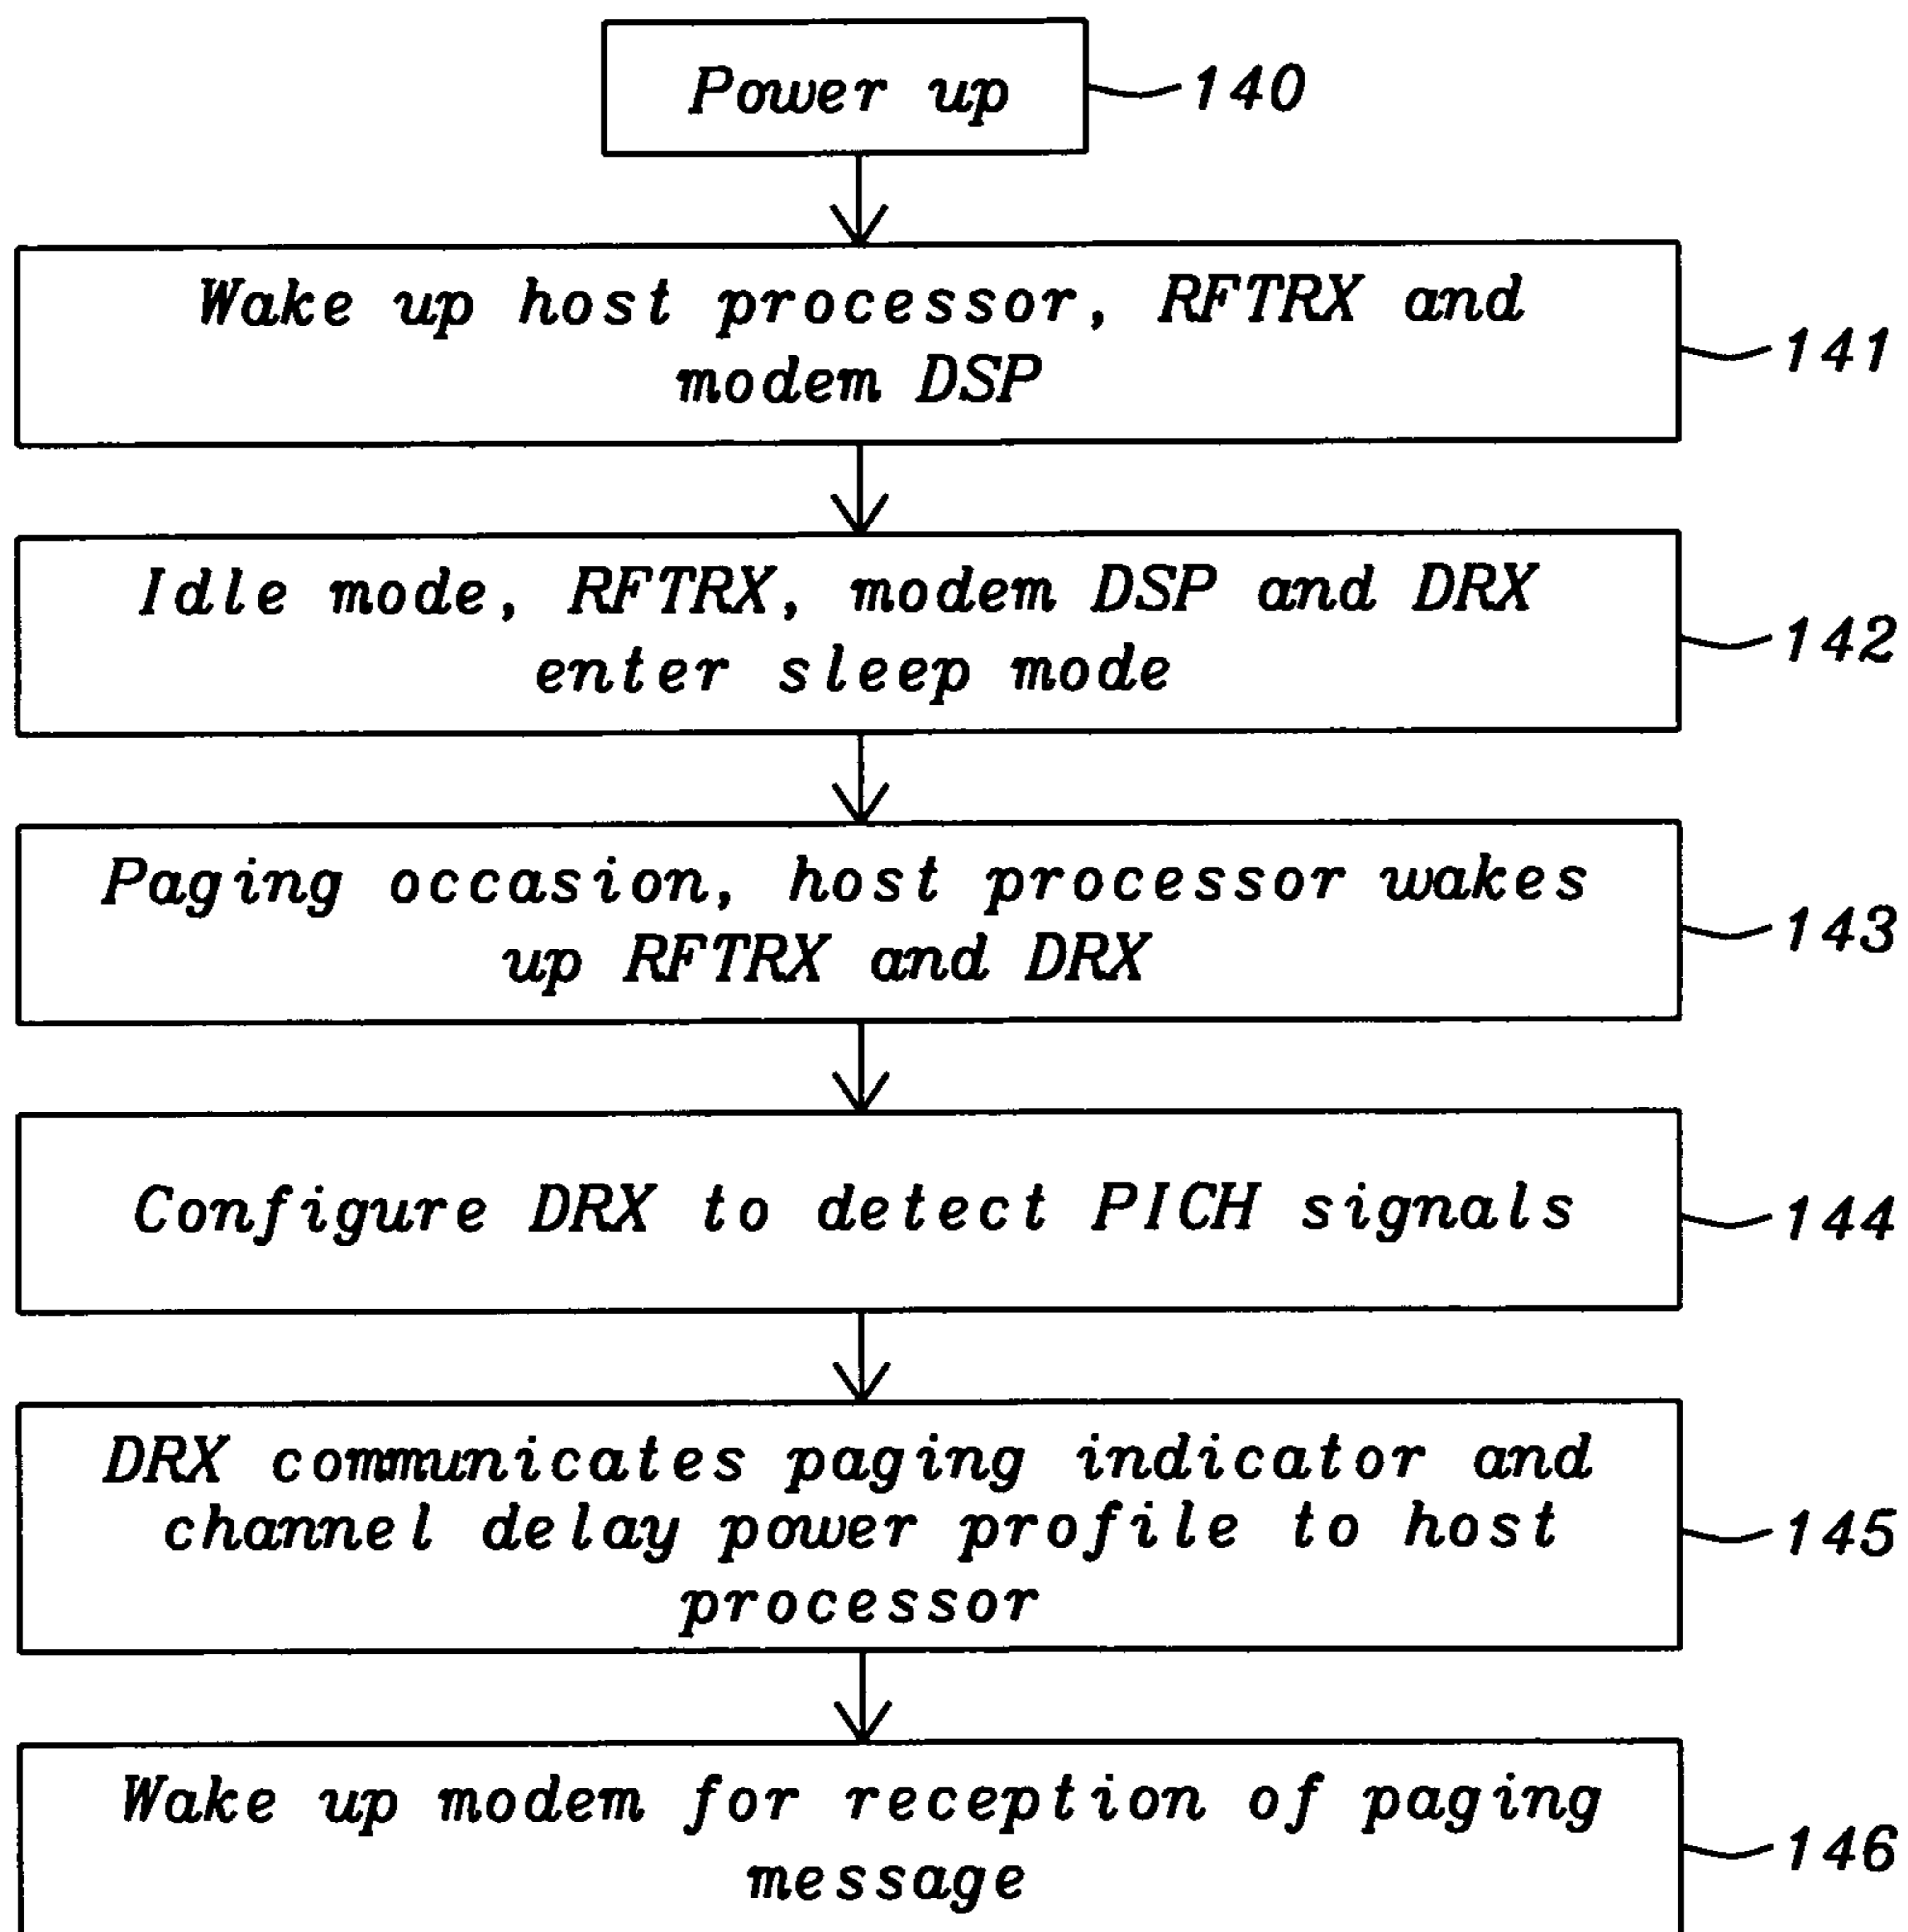 Power up
140
Wake up host processor, RFTRX and
modem DSP
141
Idle mode, RFTRX, modem DSP and DRX
enter sleep mode
142
Paging occasion, host processor wakes
up RFTRX and DRX
143
Configure DRX to detect PICH signals
144
DRX communicates paging indicator and
channel delay power profile to host
processor
145
Wake up modem for reception of paging
message
146